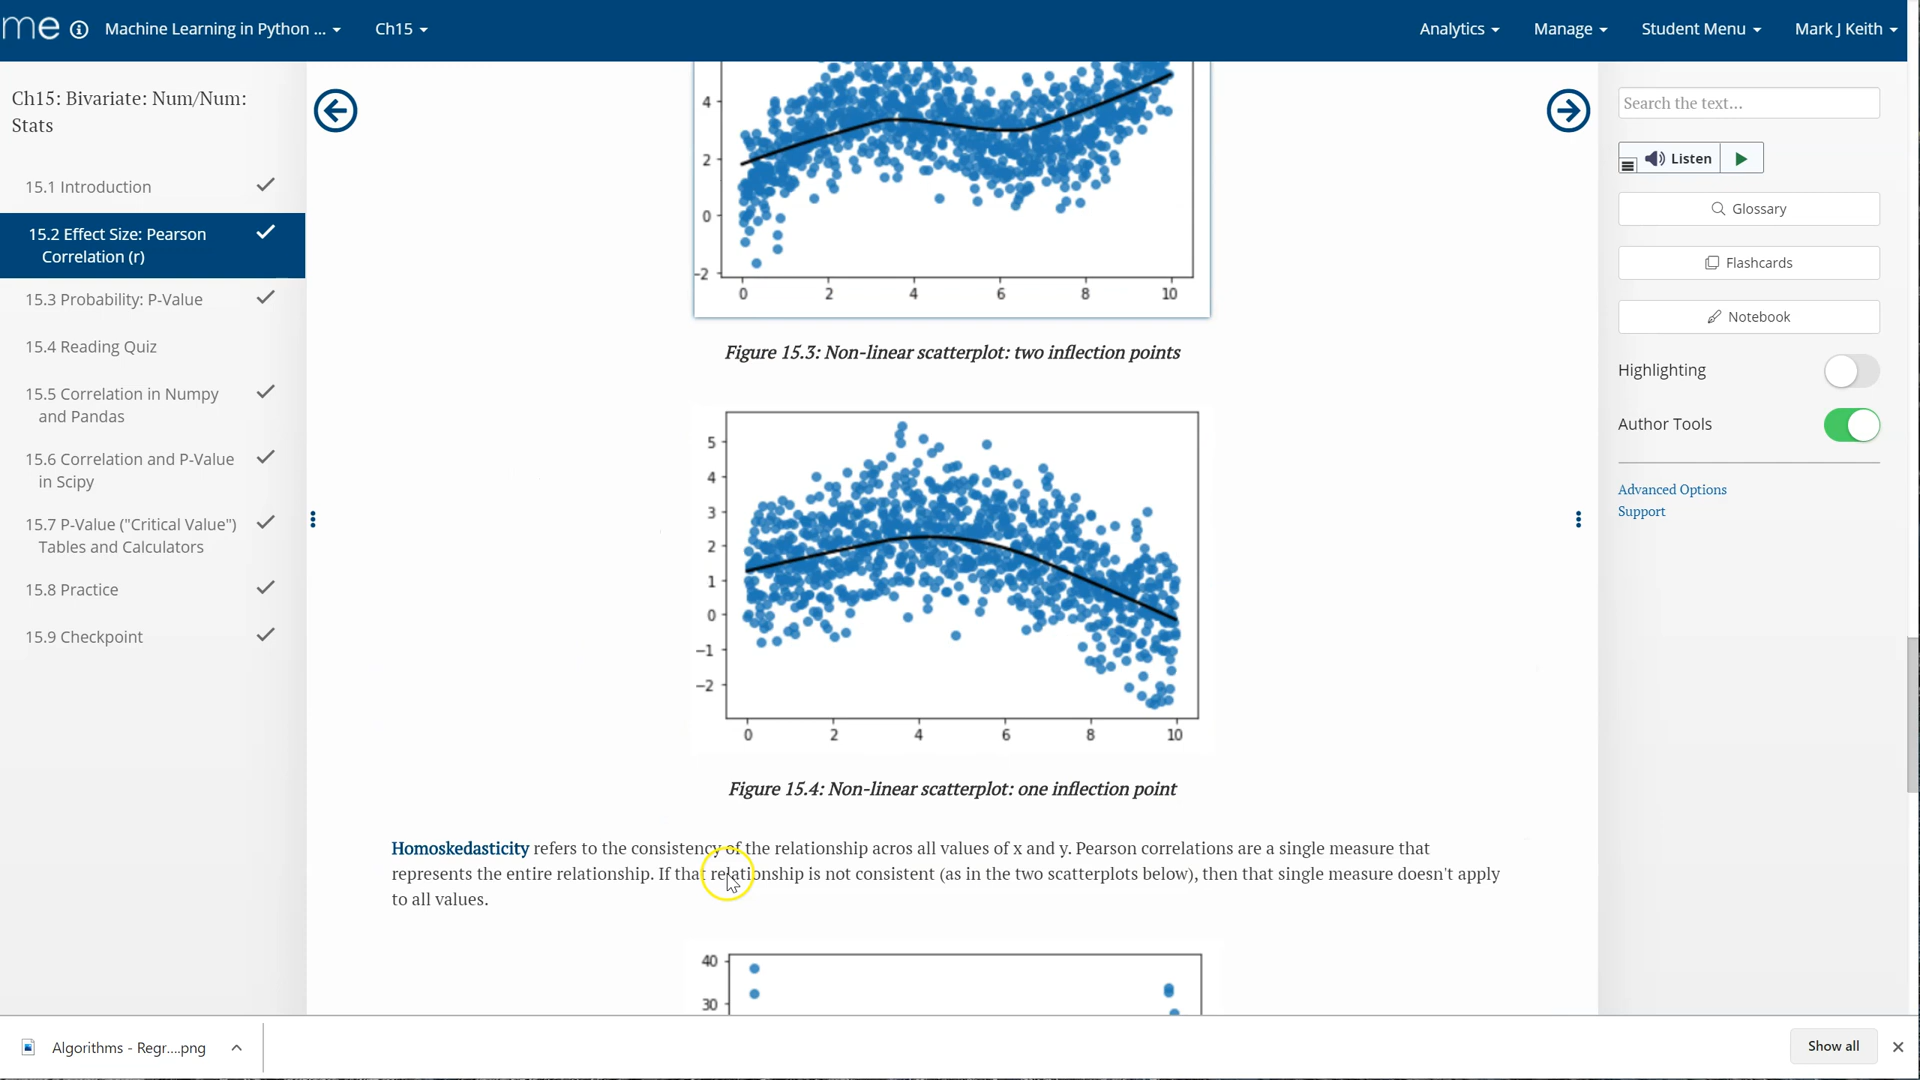 me Machine Learning in Python ... Ch15 Analytics Manage Student Menu Mark J Keith
Ch15: Bivariate: Num/Num:
Stats
15.1 Introduction
15.2 Effect Size: Pearson
Correlation (r)
15.3 Probability: P-Value
15.4 Reading Quiz
15.5 Correlation in Numpy
and Pandas
15.6 Correlation and P-Value
in Scipy
15.7 P-Value ("Critical Value")
Tables and Calculators
15.8 Practice
15.9 Checkpoint
4
2
0
-2
0 2 4 6 8 10
Figure 15.3: Non-linear scatterplot: two inflection points
5
4
3
2
1
0
−1
−2
0 2 4 6 8 10
Figure 15.4: Non-linear scatterplot: one inflection point
Homoskedasticity refers to the consistency of the relationship acros all values of x and y. Pearson correlations are a single measure that
represents the entire relationship. If that relationship is not consistent (as in the two scatterplots below), then that single measure doesn't apply
to all values.
40
30
Search the text...
Listen
Glossary
Flashcards
Notebook
Highlighting
Author Tools
Advanced Options
Support
Algorithms - Regr....png
Show all